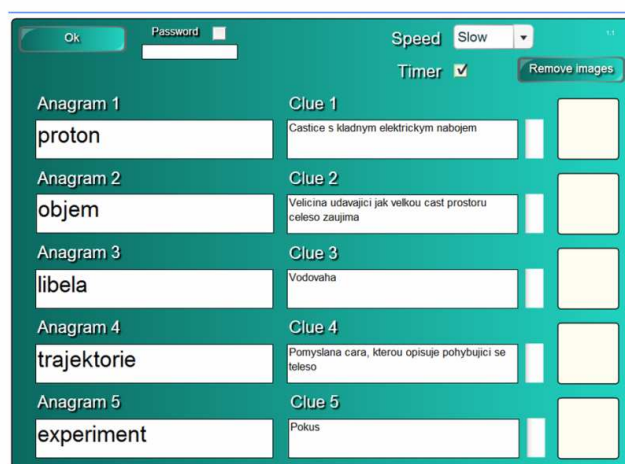 Ok
Password
Speed Slow
1.1
Timer
Remove images
Anagram 1 Clue 1
proton Castice s kladnym elektrickym nabojem
Anagram 2 Clue 2
objem Velicina udavajici jak velkou cast prostoru
celeso zaujima
Anagram 3 Clue 3
libela Vodovaha
Anagram 4 Clue 4
trajektorie Pomyslana cara, kterou opisuje pohybujici se
teleso
Anagram 5 Clue 5
experiment Pokus